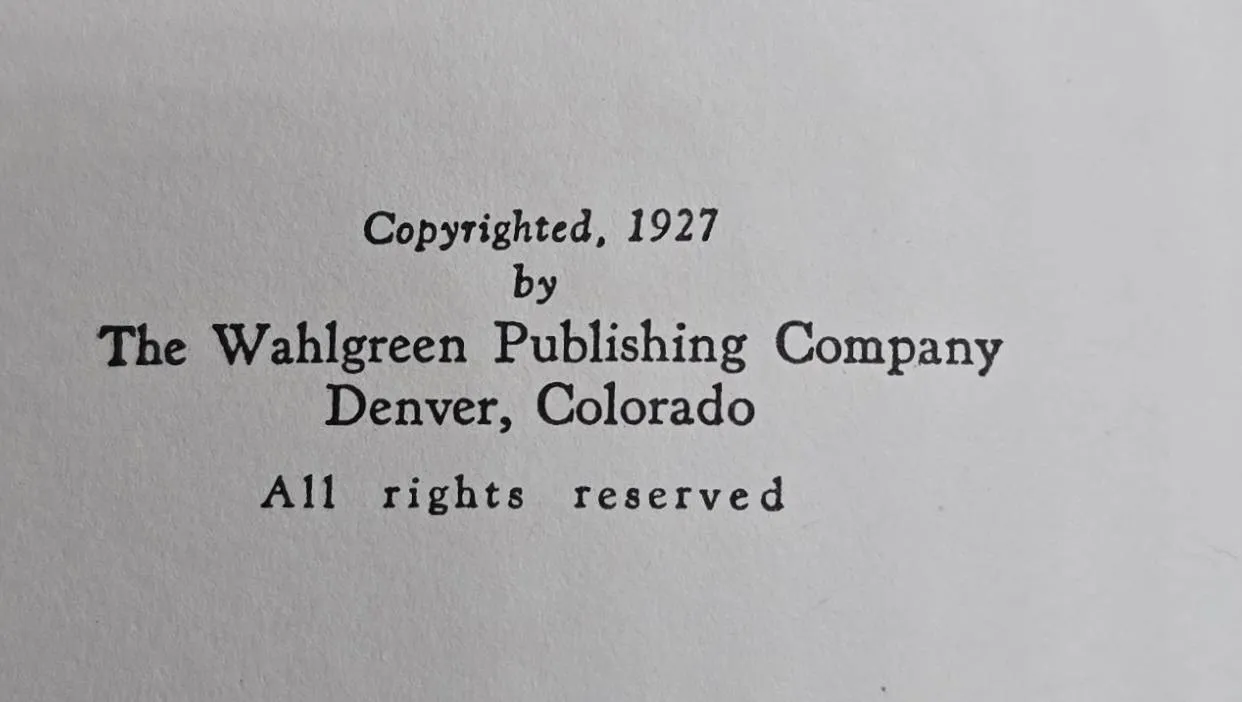 Copyrighted, 1927
by
The Wahlgreen Publishing Company
Denver, Colorado
All rights reserved